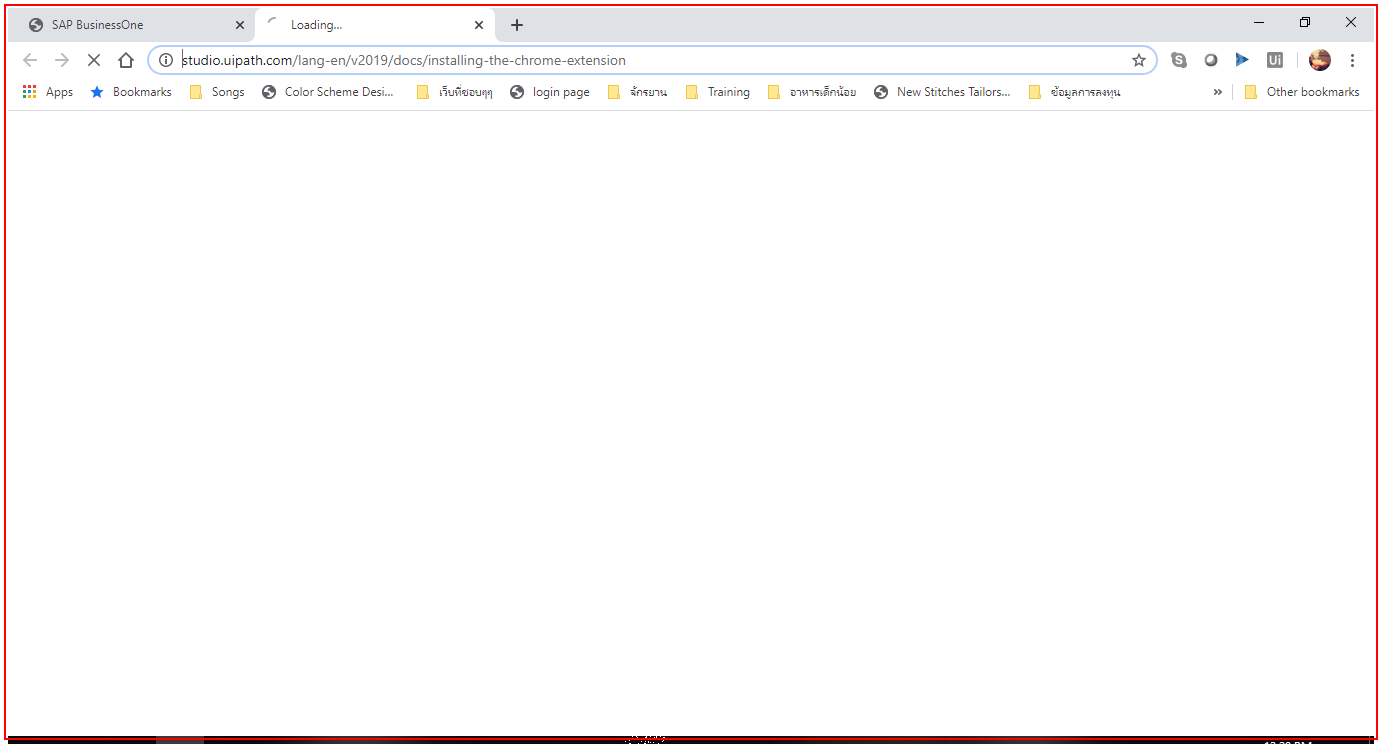 SAP BusinessOne Loading...
studio.uipath.com/lang-en/v2019/docs/installing-the-chrome-extension Ui
Apps Bookmarks Songs Color Scheme Desi... เว็บที่ชอบๆๆ login page จักรยาน Training อาหารเด็กน้อย New Stitches Tailors... ข้อมูลการลงทุน » Other bookmarks